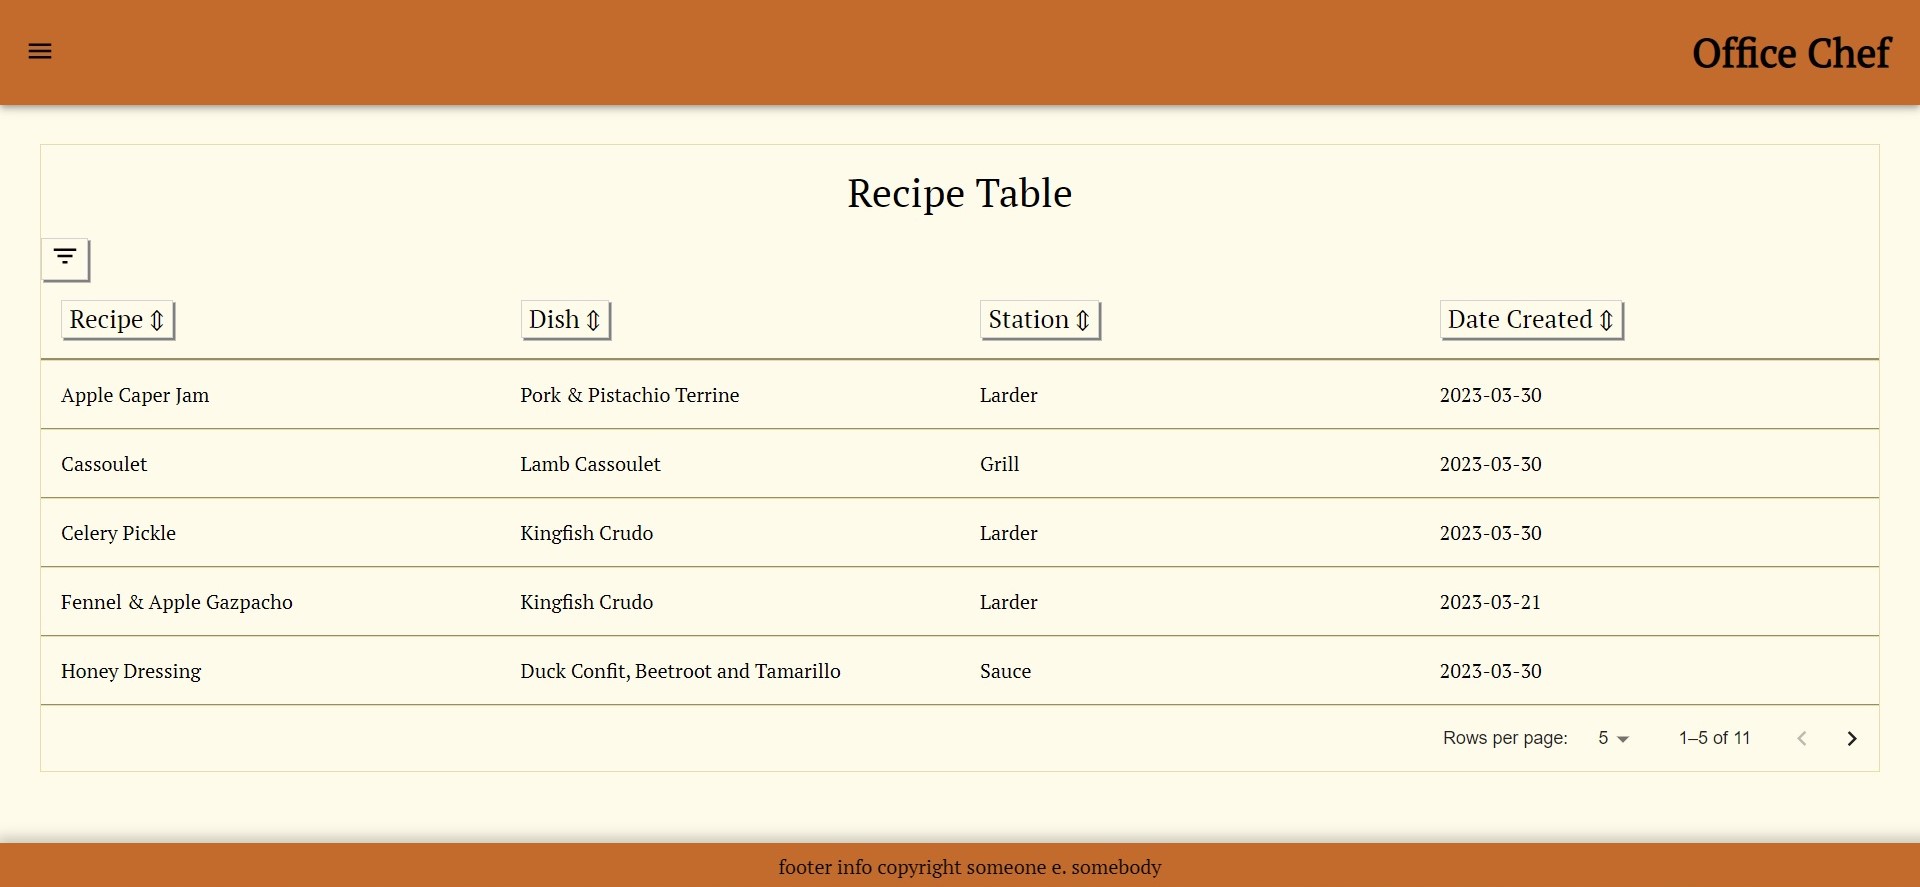 Office Chef
Recipe Table
Recipe ⇕ Dish ⇕ Station ⇕ Date Created ⇕
Apple Caper Jam Pork & Pistachio Terrine Larder 2023-03-30
Cassoulet Lamb Cassoulet Grill 2023-03-30
Celery Pickle Kingfish Crudo Larder 2023-03-30
Fennel & Apple Gazpacho Kingfish Crudo Larder 2023-03-21
Honey Dressing Duck Confit, Beetroot and Tamarillo Sauce 2023-03-30
Rows per page: 5 1–5 of 11
footer info copyright someone e. somebody